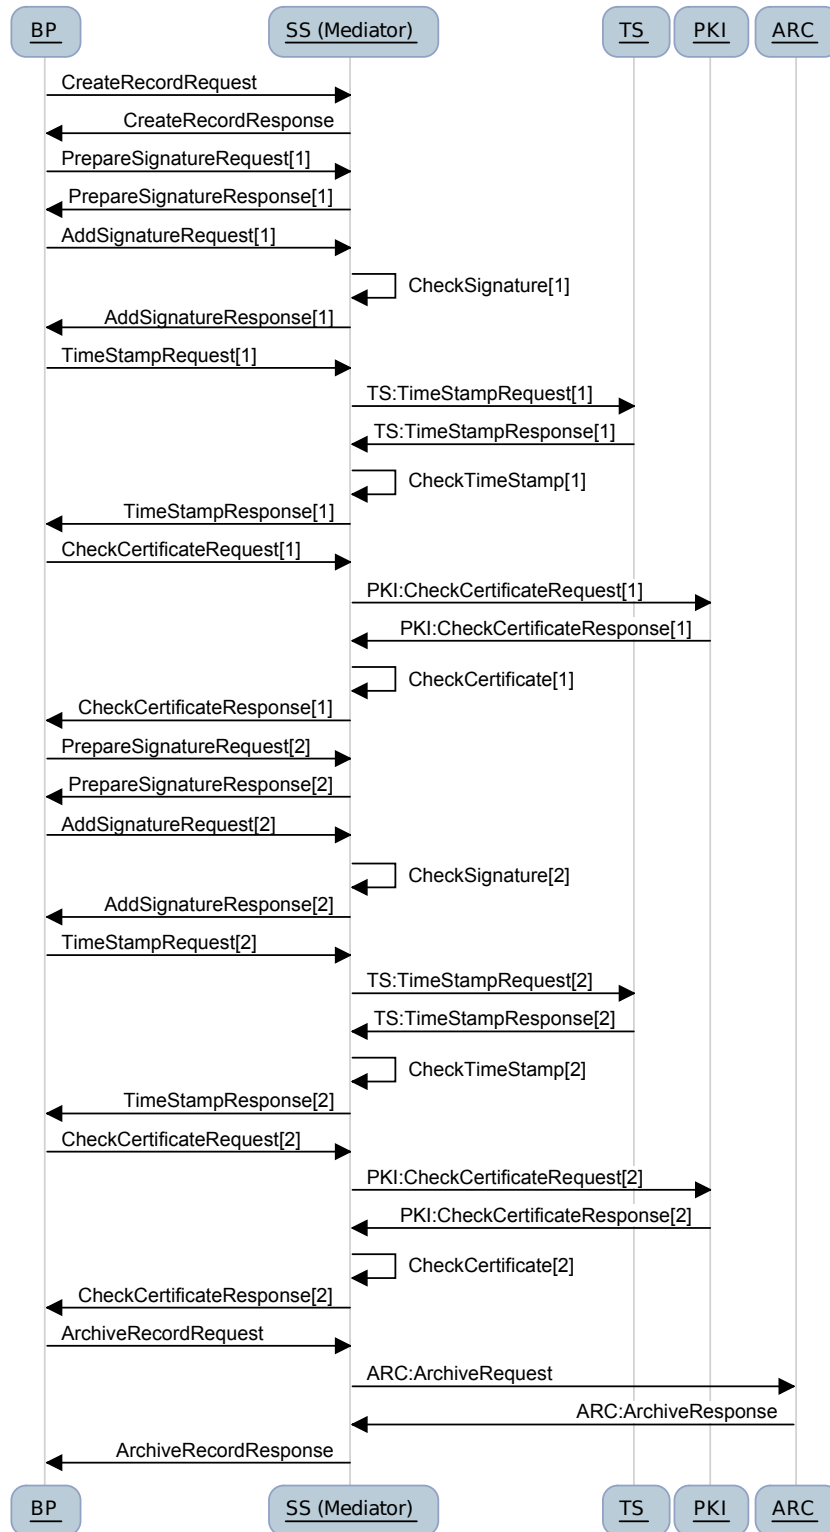 BP SS (Mediator) TS PKI ARC
CreateRecordRequest
CreateRecordResponse
PrepareSignatureRequest[1]
PrepareSignatureResponse[1]
AddSignatureRequest[1]
CheckSignature[1]
AddSignatureResponse[1]
TimeStampRequest[1]
TS:TimeStampRequest[1]
TS:TimeStampResponse[1]
CheckTimeStamp[1]
TimeStampResponse[1]
CheckCertificateRequest[1]
PKI:CheckCertificateRequest[1]
PKI:CheckCertificateResponse[1]
CheckCertificate[1]
CheckCertificateResponse[1]
PrepareSignatureRequest[2]
PrepareSignatureResponse[2]
AddSignatureRequest[2]
CheckSignature[2]
AddSignatureResponse[2]
TimeStampRequest[2]
TS:TimeStampRequest[2]
TS:TimeStampResponse[2]
CheckTimeStamp[2]
TimeStampResponse[2]
CheckCertificateRequest[2]
PKI:CheckCertificateRequest[2]
PKI:CheckCertificateResponse[2]
CheckCertificate[2]
CheckCertificateResponse[2]
ArchiveRecordRequest
ARC:ArchiveRequest
ARC:ArchiveResponse
ArchiveRecordResponse
BP SS (Mediator) TS PKI ARC